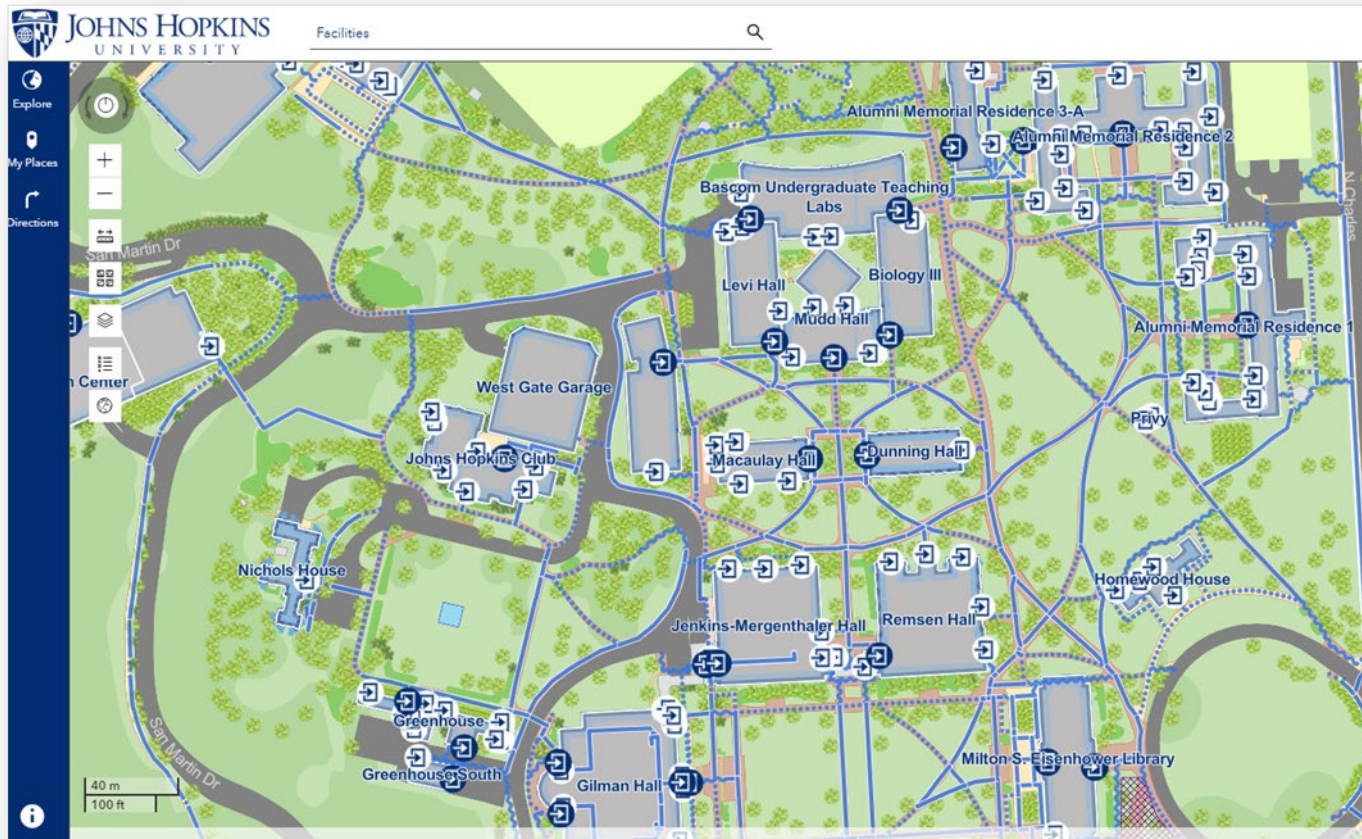 JOHNS HOPKINS
UNIVERSITY
Facilities
Explore
My Places
Directions
Alumni Memorial Residence 3-A
Alumni Memorial Residence 2
Bascom Undergraduate Teaching
Labs
N Charles
San Martin Dr
Levi Hall
Biology III
Mudd Hall
Alumni Memorial Residence 1
Center
West Gate Garage
Privy
Johns Hopkins Club
Macaulay Hall
Dunning Hall
Nichols House
Homewood House
Jenkins-Mergenthaler Hall
Remsen Hall
Greenhouse
San Martin Dr
Greenhouse South
Gilman Hall
Milton S. Eisenhower Library
40 m
100 ft